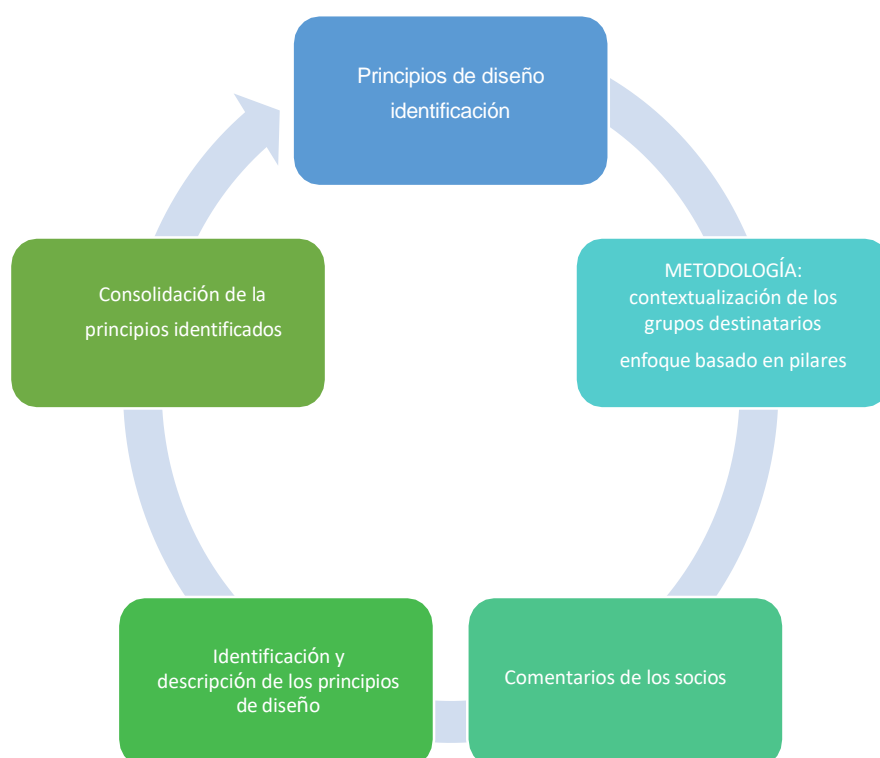 Principios de diseño
identificación
METODOLOGÍA:
contextualización de los
grupos destinatarios
enfoque basado en pilares
Comentarios de los socios
Identificación y
descripción de los principios
de diseño
Consolidación de la
principios identificados